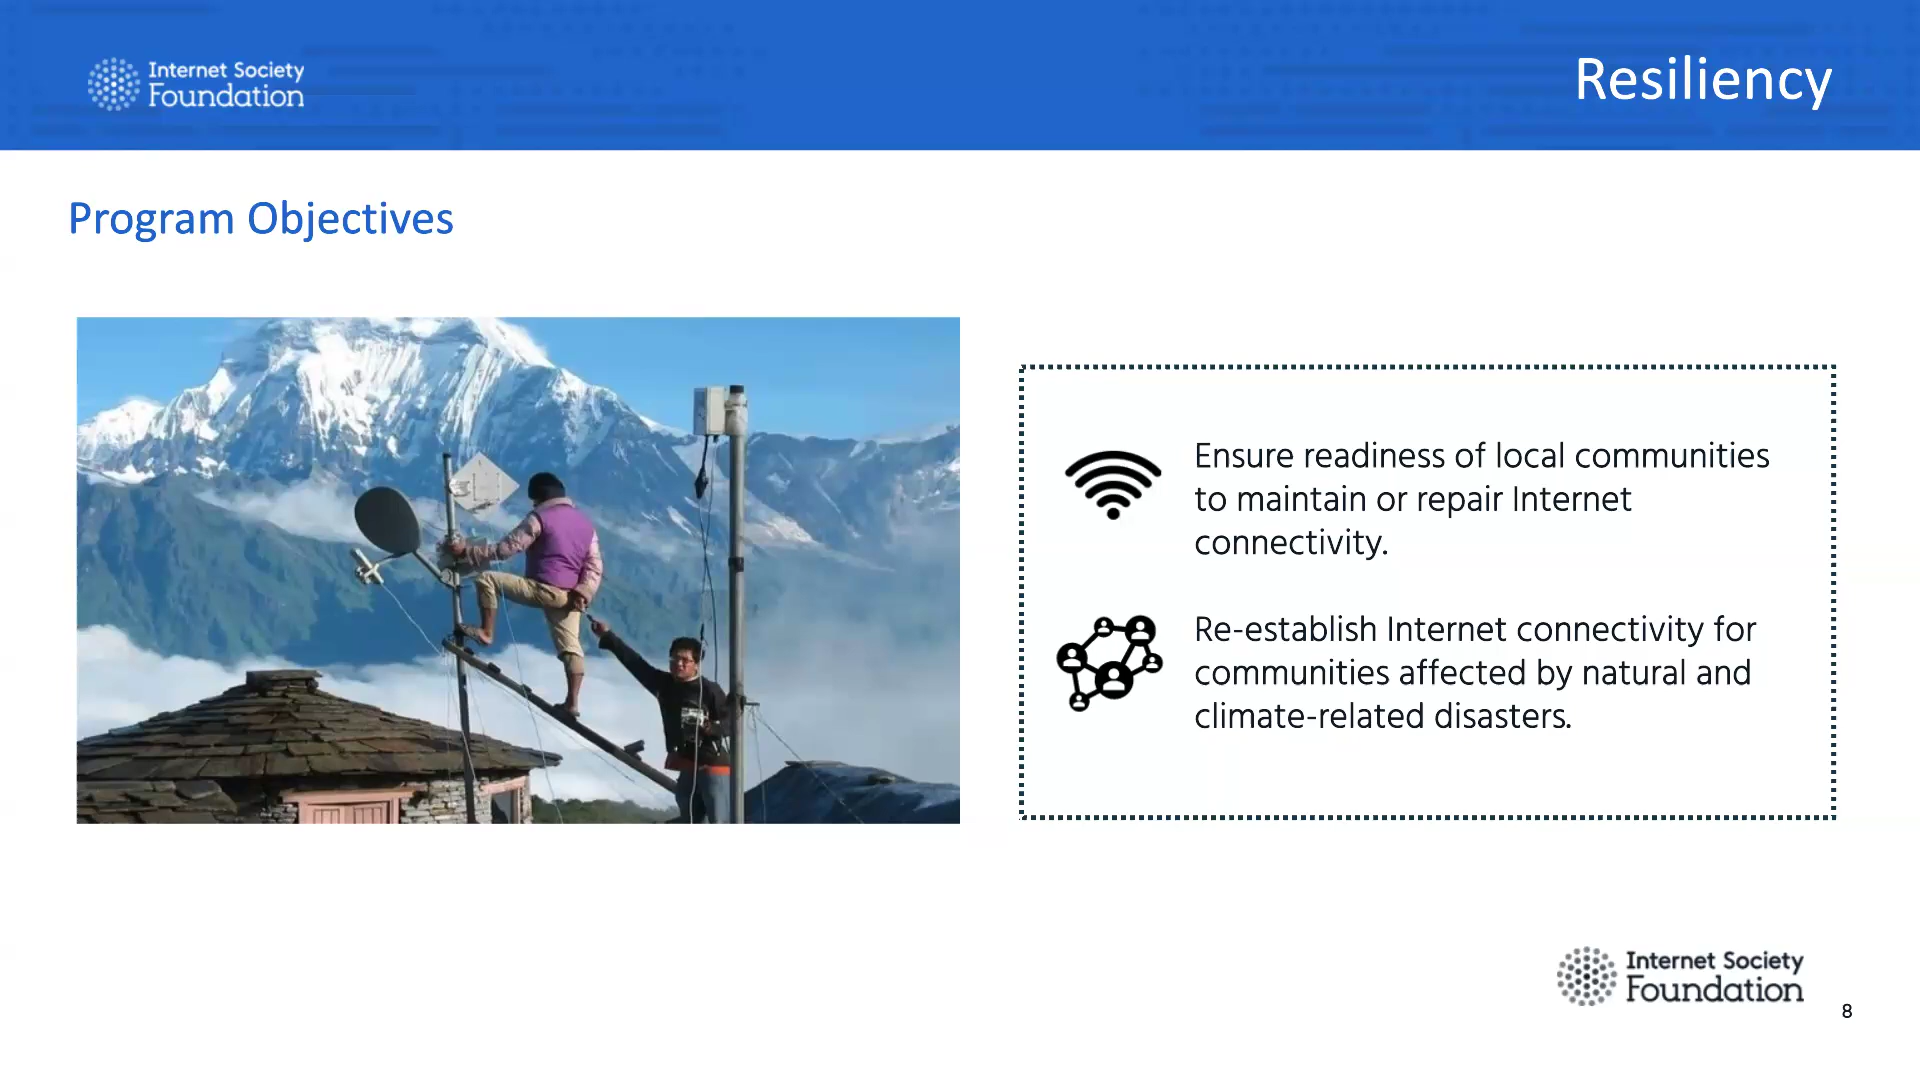 Internet Society
Foundation
Resiliency
Program Objectives
Ensure readiness of local communities
to maintain or repair Internet
connectivity.
Re-establish Internet connectivity for
communities affected by natural and
climate-related disasters.
Internet Society
Foundation
8